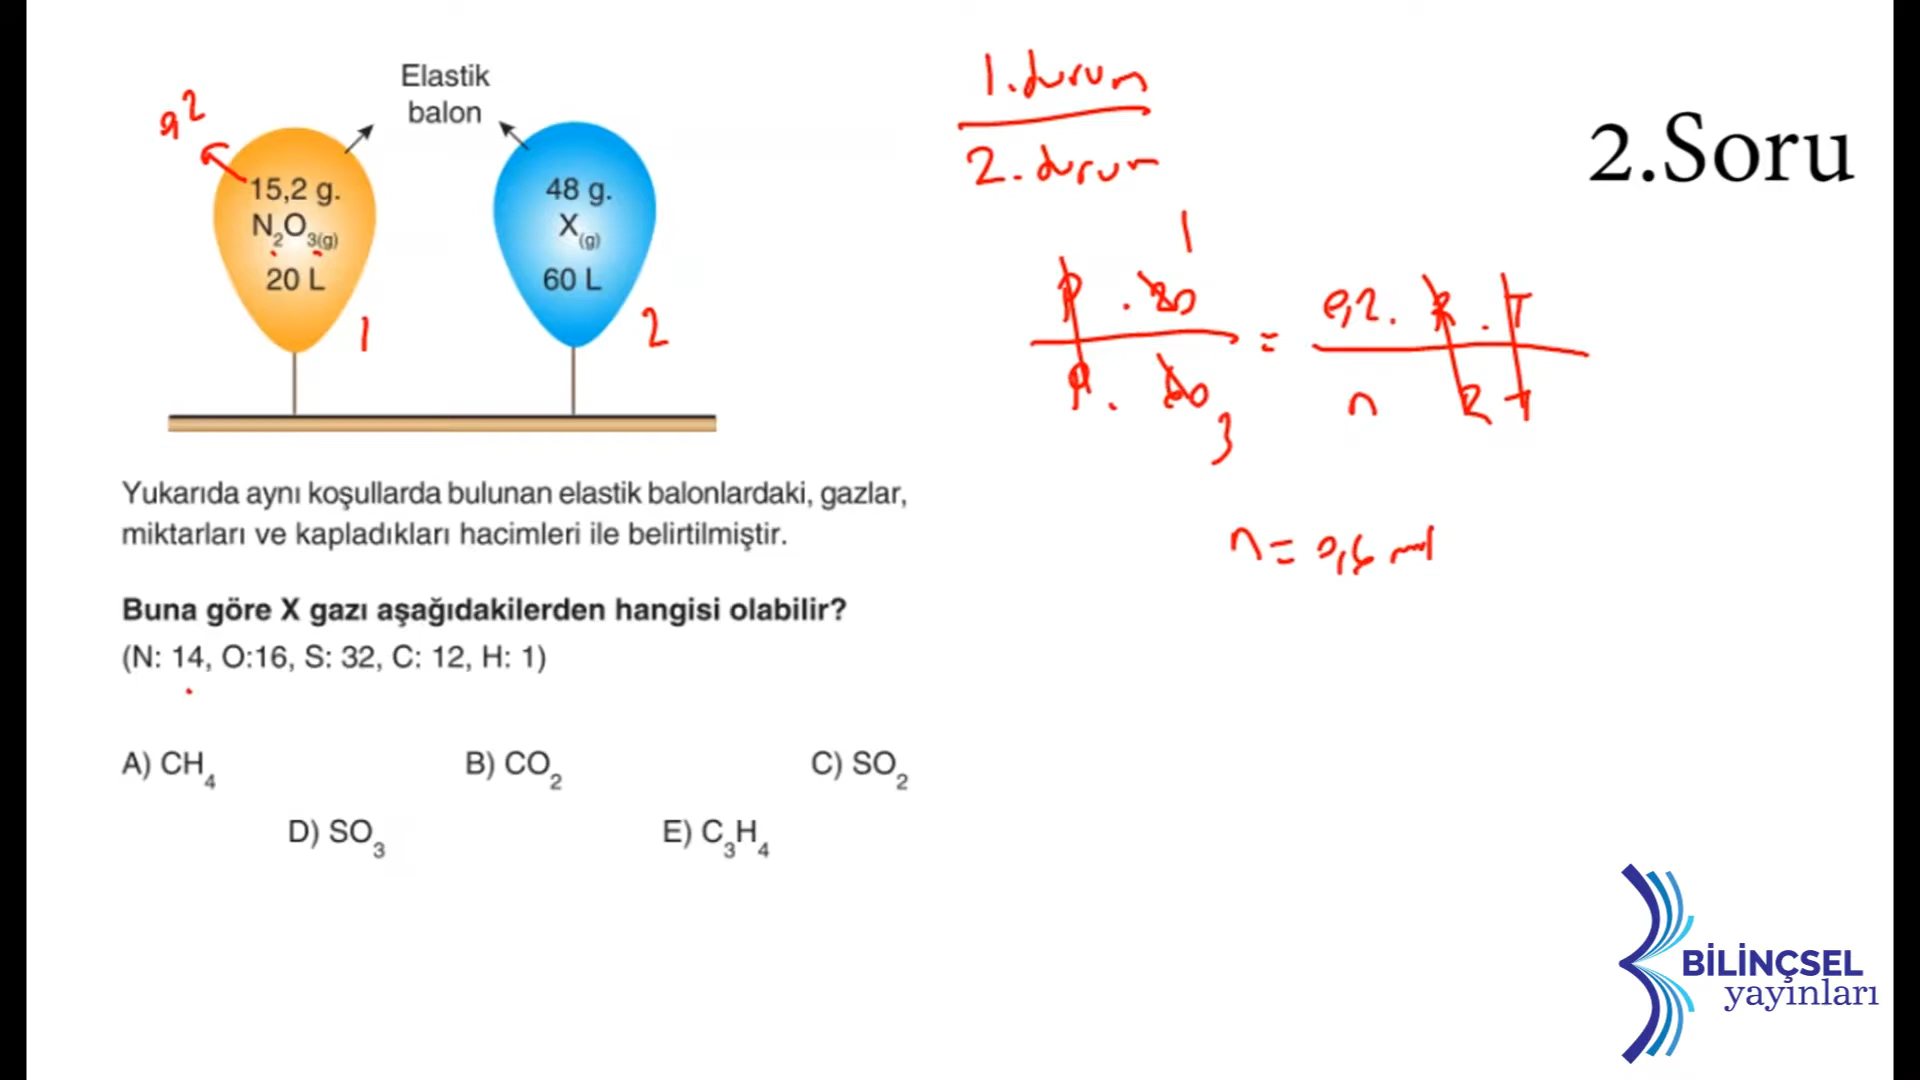 Elastik
balon
0,2
15,2 g.
N2O3(g)
20 L
1
48 g.
X(g)
60 L
2
1.durum
2.durum
2.Soru
1
P . 20 = 0,2 . R . T
P . 60 n R T
3
n = 0,6 mol
Yukarıda aynı koşullarda bulunan elastik balonlardaki, gazlar,
miktarları ve kapladıkları hacimleri ile belirtilmiştir.
Buna göre X gazı aşağıdakilerden hangisi olabilir?
(N: 14, O:16, S: 32, C: 12, H: 1)
A) CH4 B) CO2 C) SO2
D) SO3 E) C3H4
BİLİNÇSEL
yayınları